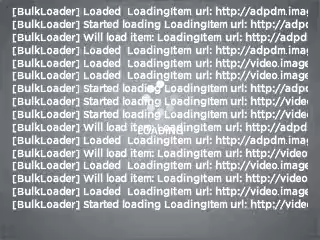 [BulkLoader] Loaded  LoadingItem url: http://adpdm.imag
[BulkLoader] Started loading LoadingItem url: http://adpd
[BulkLoader] Will load item: LoadingItem url: http://adpd
[BulkLoader] Loaded  LoadingItem url: http://adpdm.imag
[BulkLoader] Loaded  LoadingItem url: http://video.image
[BulkLoader] Loaded  LoadingItem url: http://video.image
[BulkLoader] Started loading LoadingItem url: http://adpd
[BulkLoader] Started loading LoadingItem url: http://video
[BulkLoader] Started loading LoadingItem url: http://video
[BulkLoader] Will load item: LoadingItem url: http://adpd
LOADING
[BulkLoader] Loaded  LoadingItem url: http://adpdm.imag
[BulkLoader] Will load item: LoadingItem url: http://video
[BulkLoader] Loaded  LoadingItem url: http://video.image
[BulkLoader] Will load item: LoadingItem url: http://video
[BulkLoader] Loaded  LoadingItem url: http://video.image
[BulkLoader] Started loading LoadingItem url: http://video